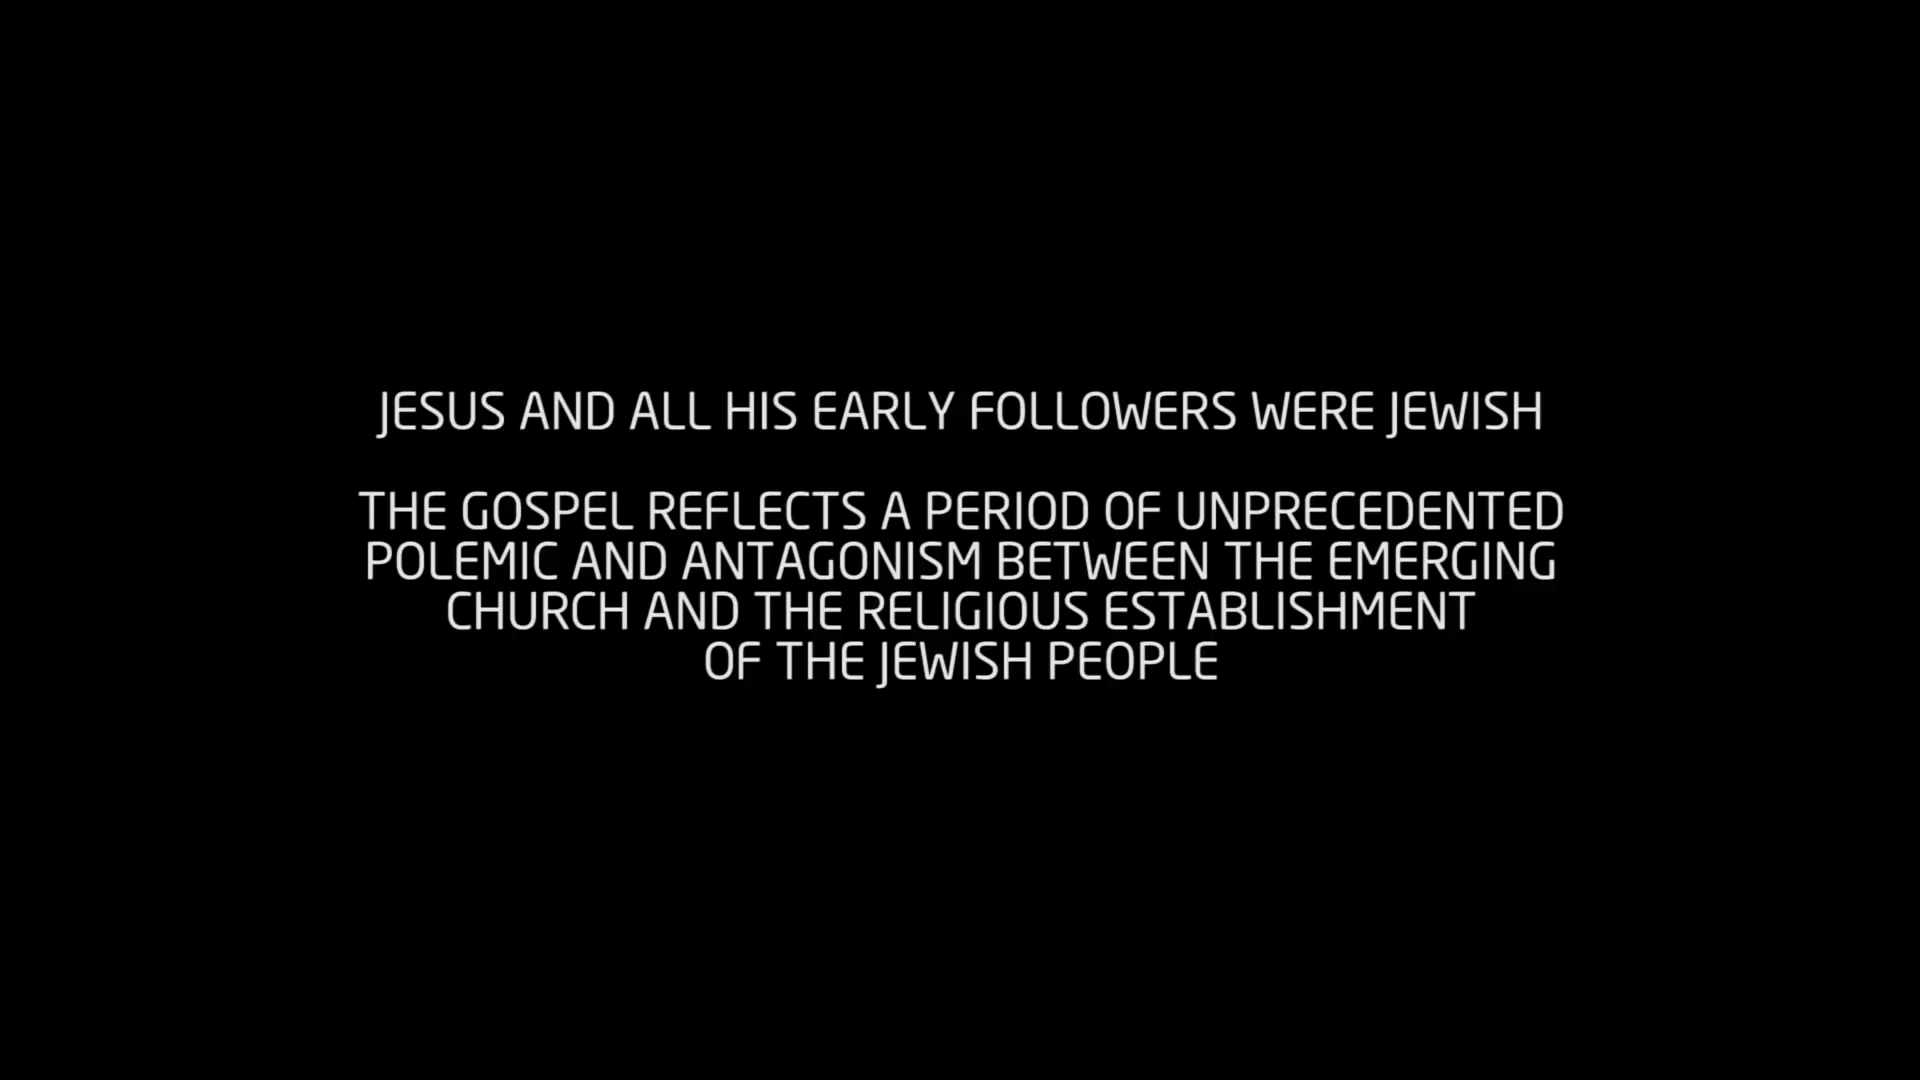 JESUS AND ALL HIS EARLY FOLLOWERS WERE JEWISH
THE GOSPEL REFLECTS A PERIOD OF UNPRECEDENTED
POLEMIC AND ANTAGONISM BETWEEN THE EMERGING
CHURCH AND THE RELIGIOUS ESTABLISHMENT
OF THE JEWISH PEOPLE